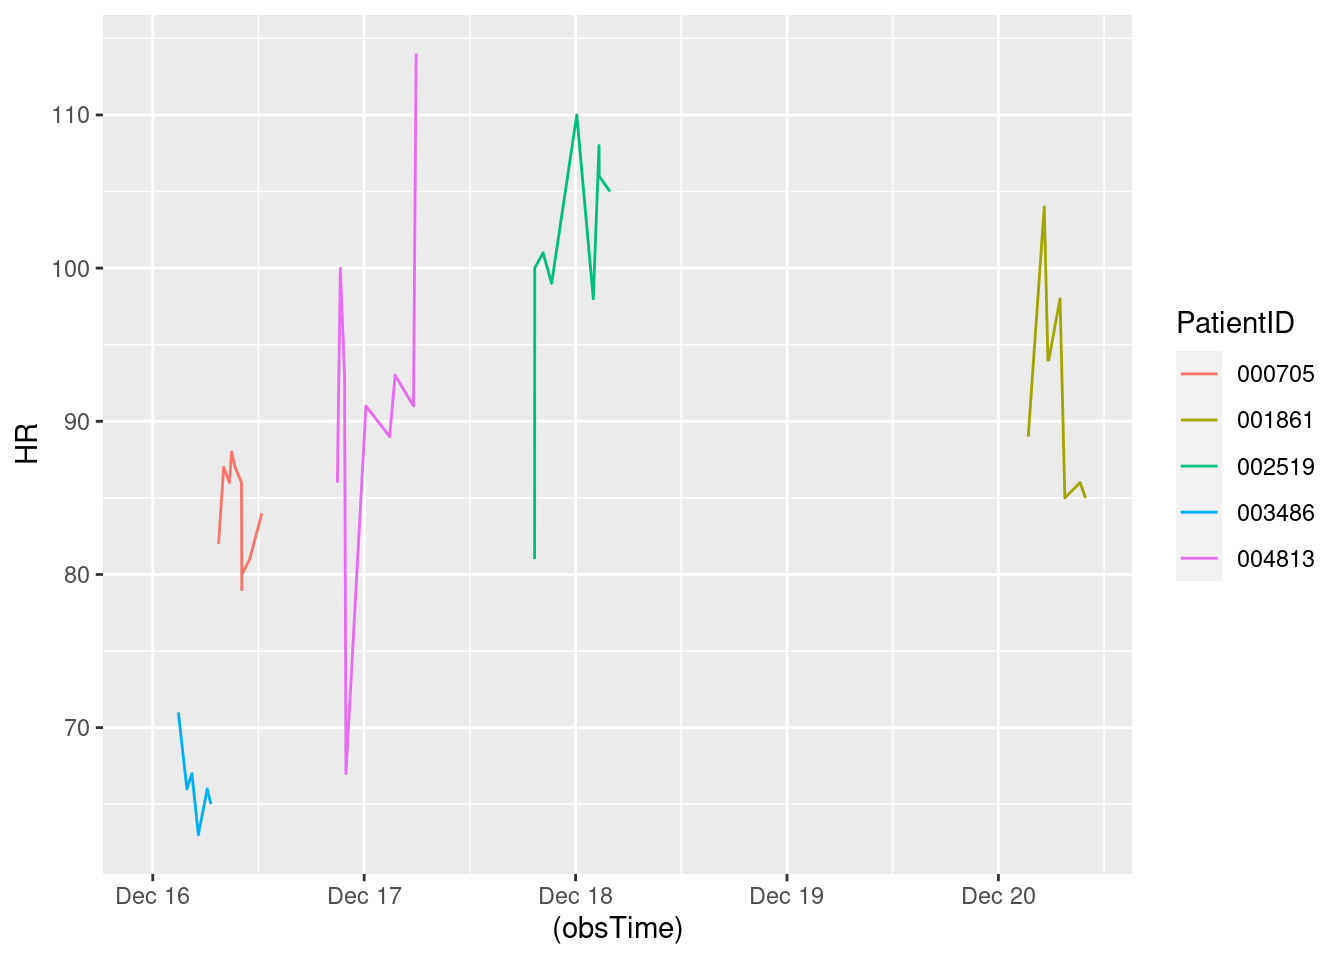 110
100
90
80
70
HR
Dec 16 Dec 17 Dec 18 Dec 19 Dec 20
(obsTime)
PatientID
000705
001861
002519
003486
004813